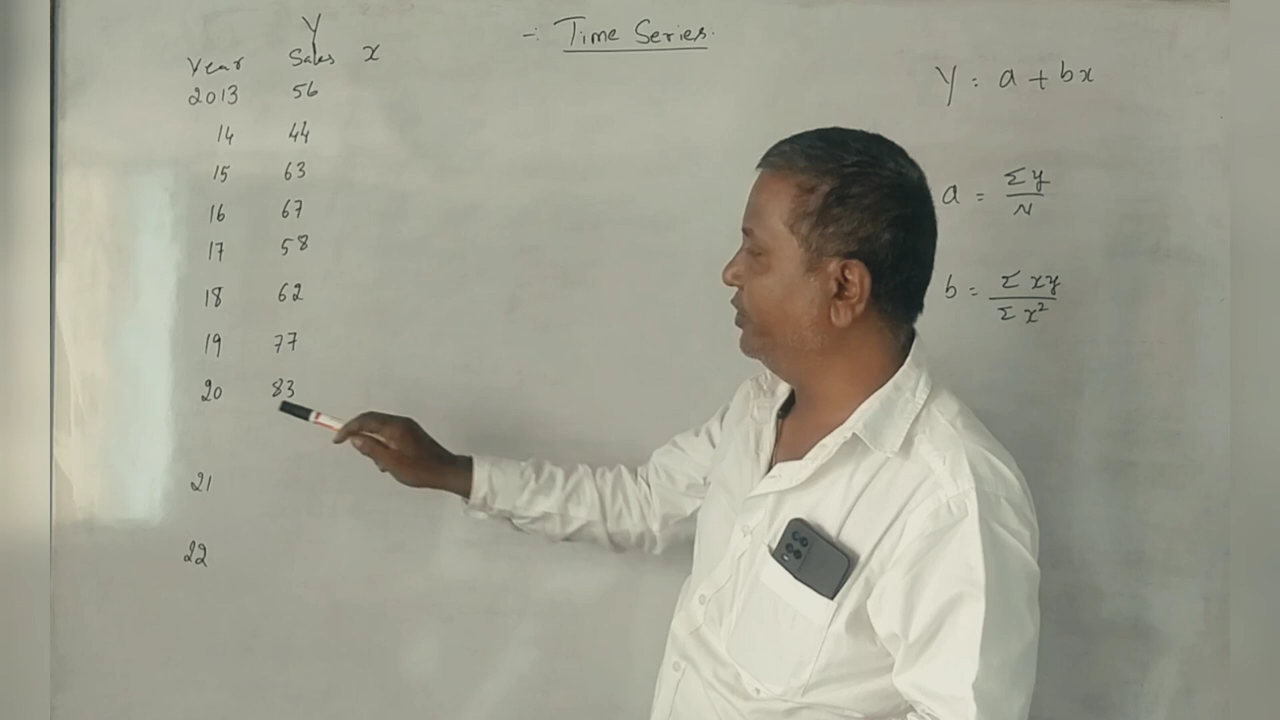 -: Time Series.
Y
Year Sales x
2013 56
14 44
15 63
16 67
17 58
18 62
19 77
20 83
21
22
Y = a + bx
a = Σy / N
b = Σxy / Σx²